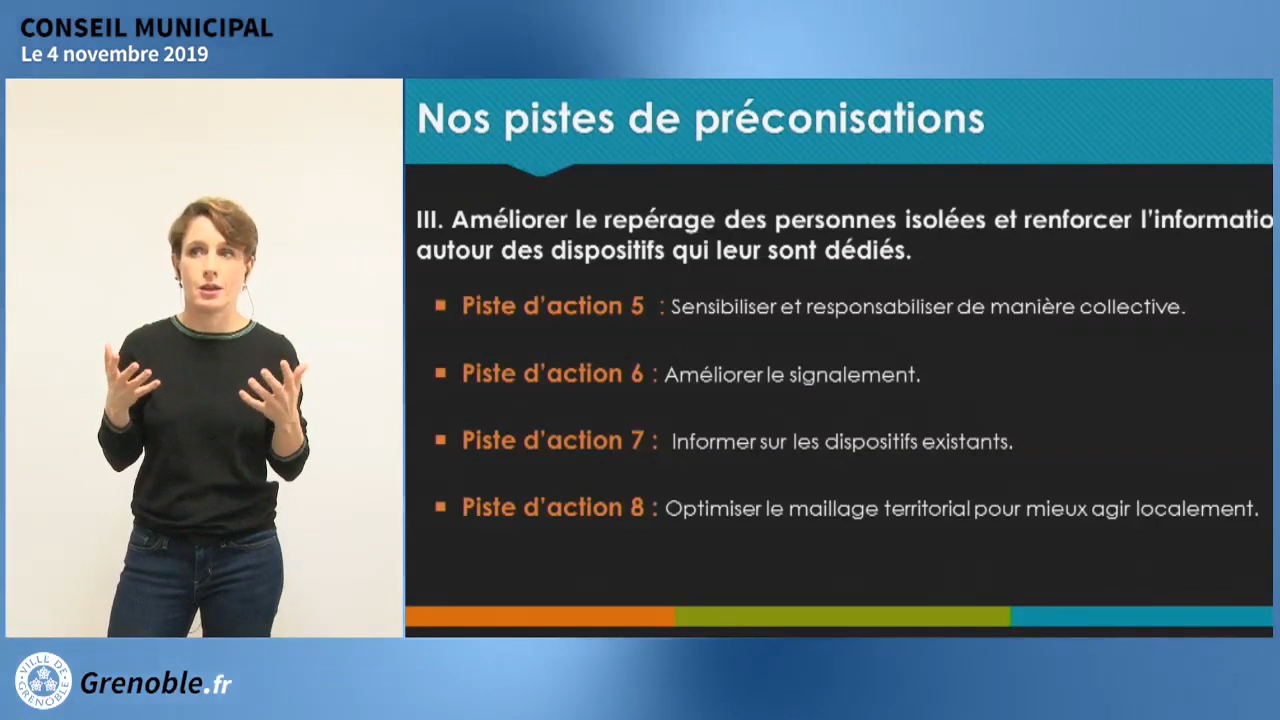 CONSEIL MUNICIPAL
Le 4 novembre 2019
Nos pistes de préconisations
III. Améliorer le repérage des personnes isolées et renforcer l'informatio
autour des dispositifs qui leur sont dédiés.
▪ Piste d'action 5 : Sensibiliser et responsabiliser de manière collective.
▪ Piste d'action 6 : Améliorer le signalement.
▪ Piste d'action 7 : Informer sur les dispositifs existants.
▪ Piste d'action 8 : Optimiser le maillage territorial pour mieux agir localement.
VILLE DE GRENOBLE
Grenoble.fr